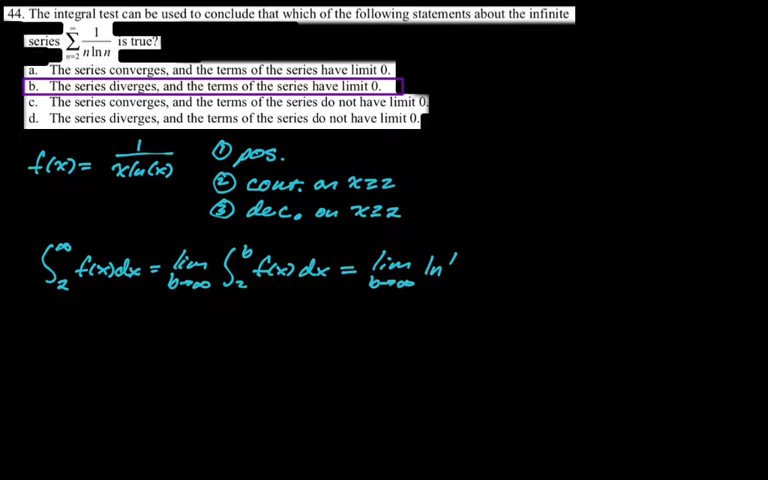 44. The integral test can be used to conclude that which of the following statements about the infinite
series ∞ ∑ n=2 1/(n ln n) is true?
a. The series converges, and the terms of the series have limit 0.
b. The series diverges, and the terms of the series have limit 0.
c. The series converges, and the terms of the series do not have limit 0.
d. The series diverges, and the terms of the series do not have limit 0.
f(x) = 1/(x ln(x)) ① pos.
② cont. on x≥2
③ dec. on x≥2
∫₂^∞ f(x)dx = lim b→∞ ∫₂^b f(x) dx = lim b→∞ ln'